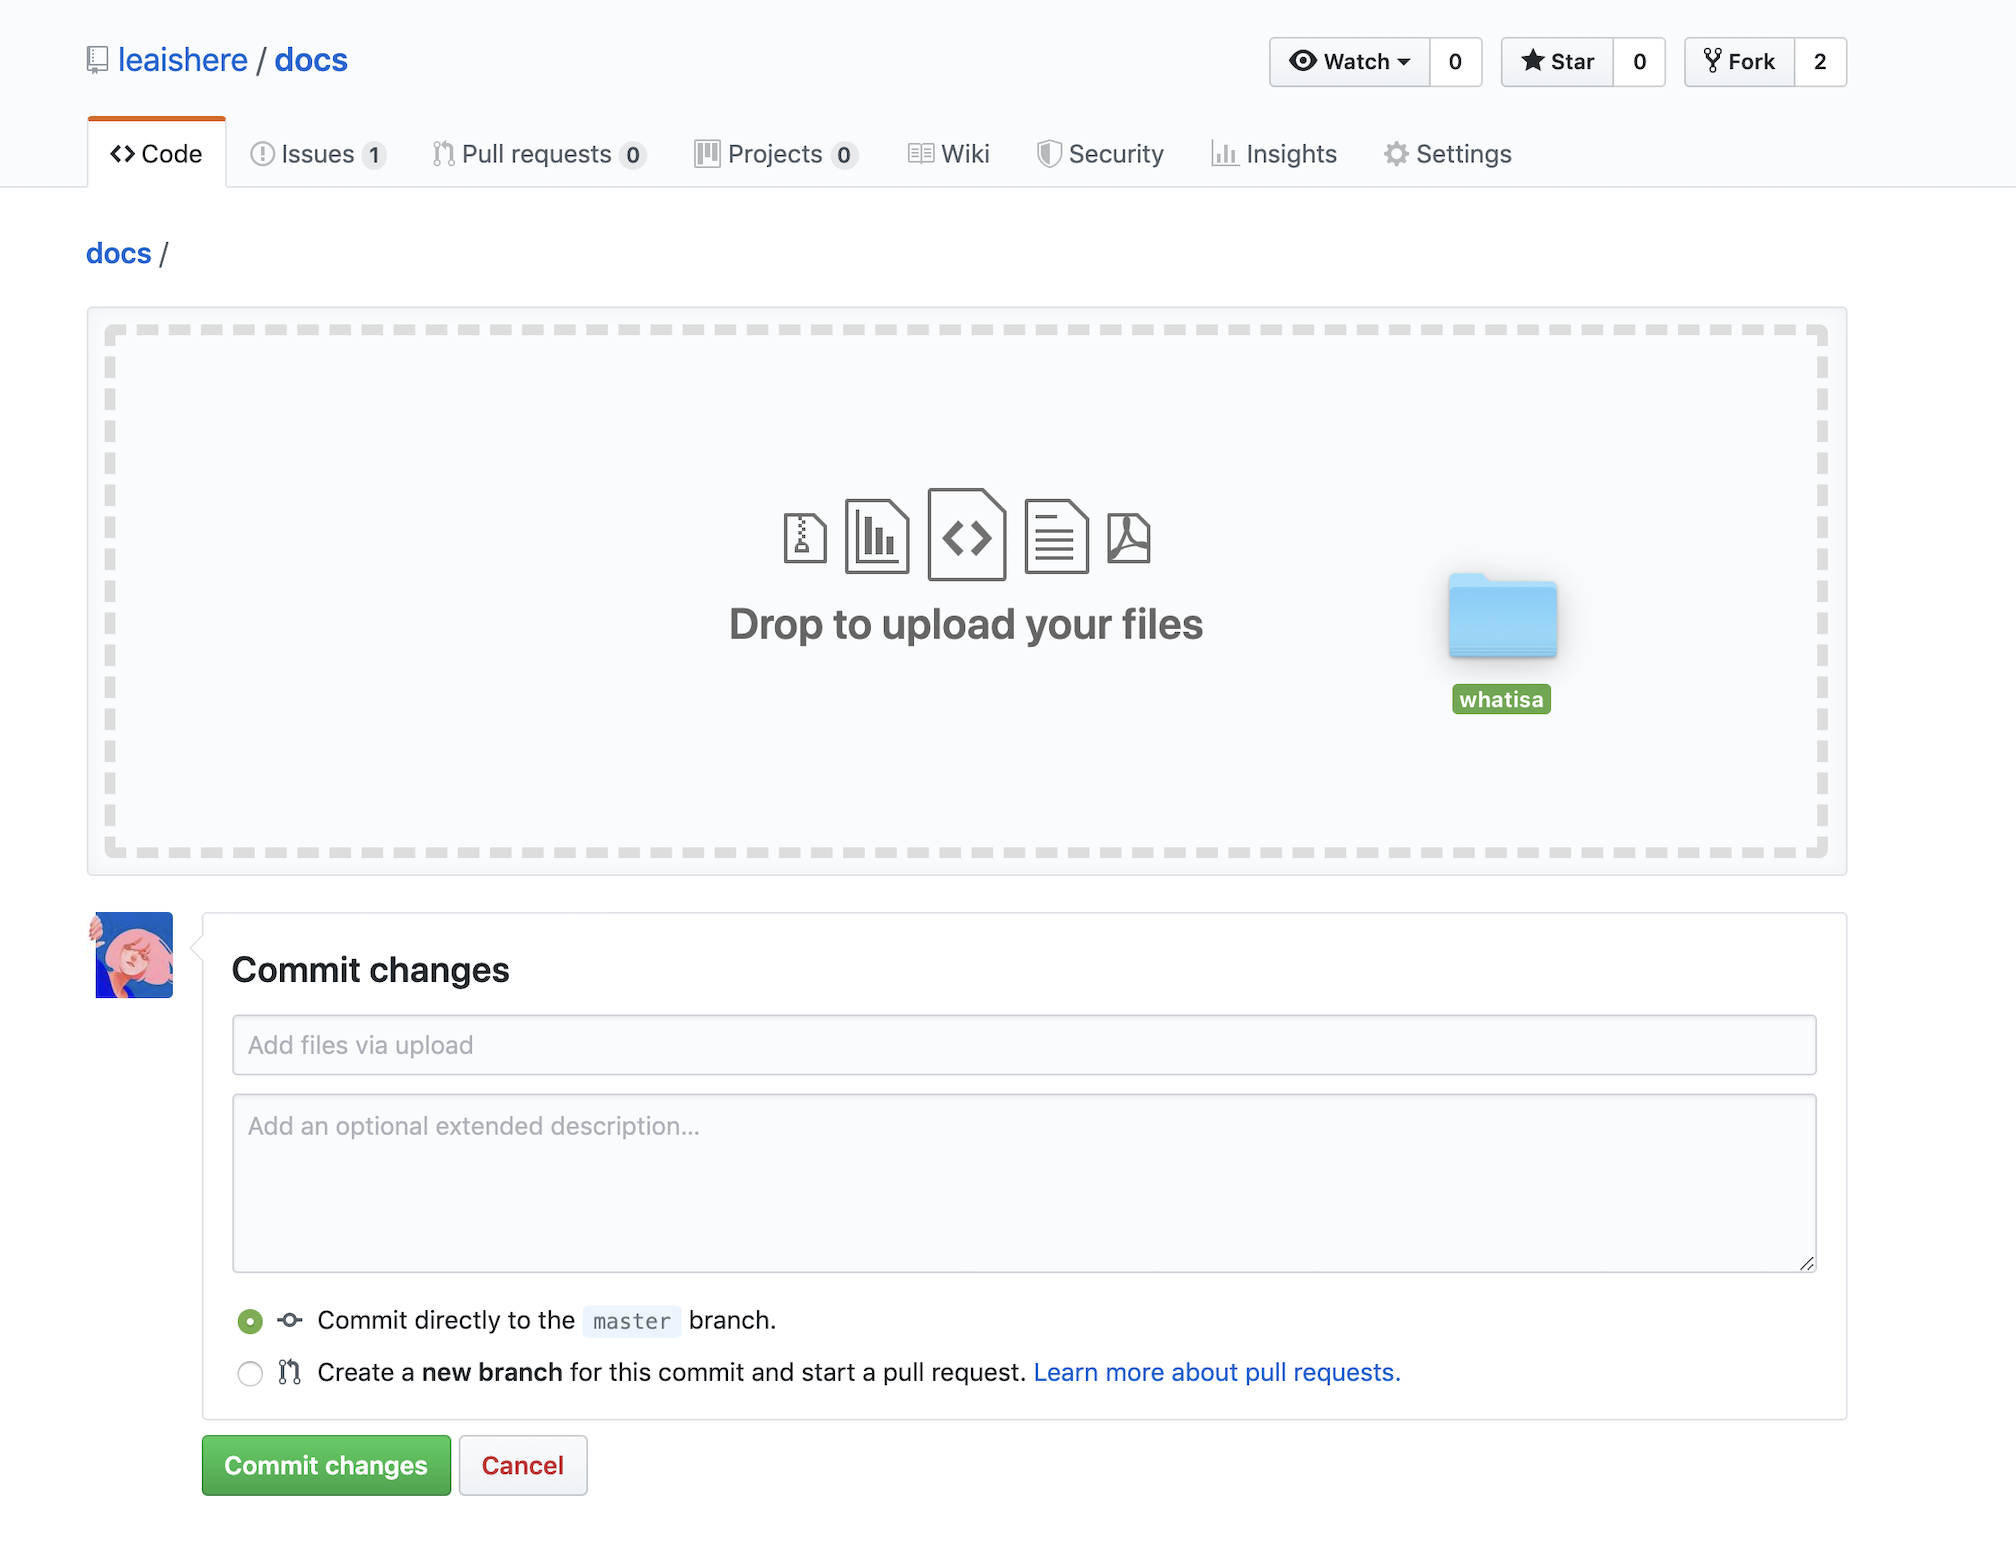 leaishere / docs
Watch 0 Star 0 Fork 2
Code Issues 1 Pull requests 0 Projects 0 Wiki Security Insights Settings
docs /
Drop to upload your files
whatisa
Commit changes
Add files via upload
Add an optional extended description...
Commit directly to the master branch.
Create a new branch for this commit and start a pull request. Learn more about pull requests.
Commit changes Cancel